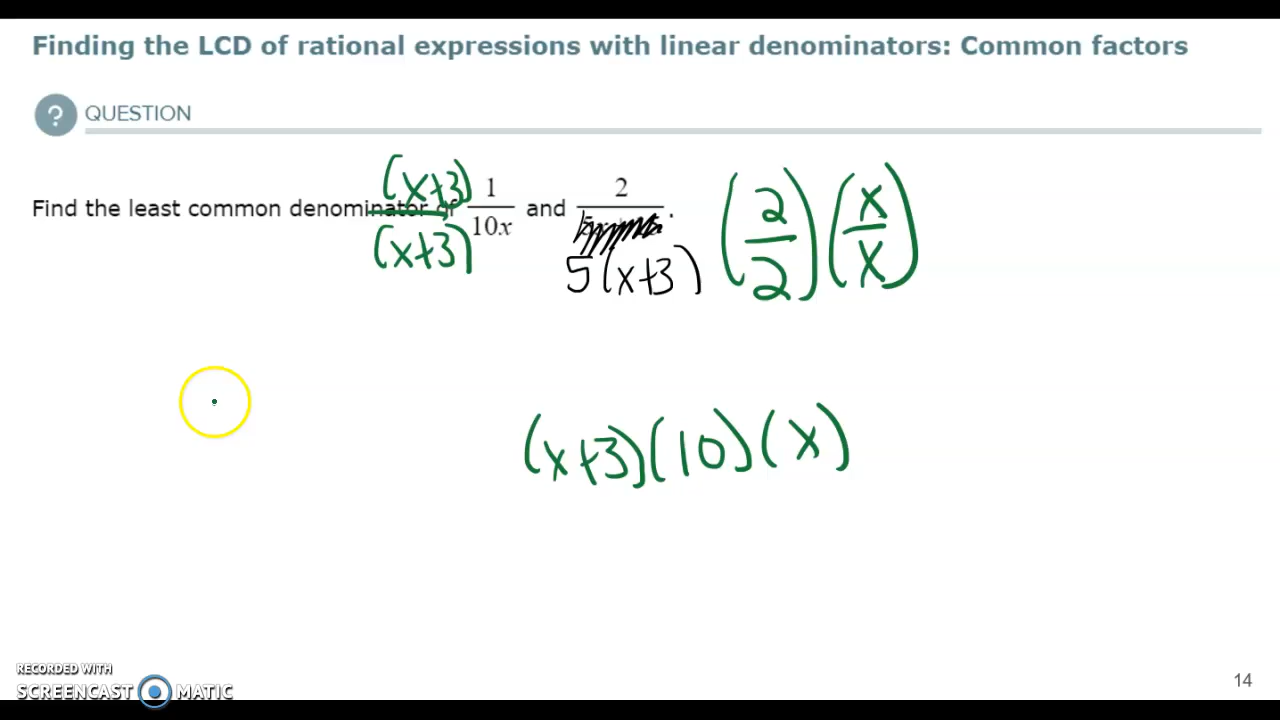 Finding the LCD of rational expressions with linear denominators: Common factors
? QUESTION
(x+3)
(x+3)
Find the least common denominator of 1/10x and 2/ .
5(x+3)
(2/2) (x/x)
(x+3)(10)(x)
RECORDED WITH
SCREENCAST MATIC
14